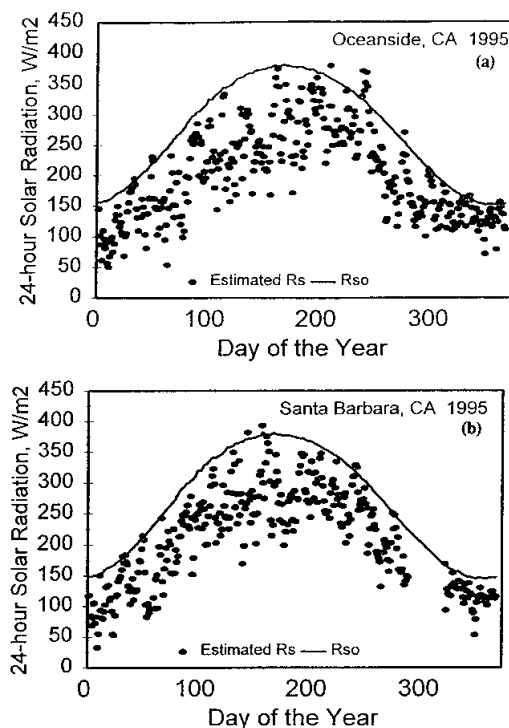 450
400
350
300
250
200
150
100
50
0
24-hour Solar Radiation, W/m2
Oceanside, CA 1995
(a)
Estimated Rs Rso
0 100 200 300
Day of the Year
450
400
350
300
250
200
150
100
50
0
24-hour Solar Radiation, W/m2
Santa Barbara, CA 1995
(b)
Estimated Rs Rso
0 100 200 300
Day of the Year